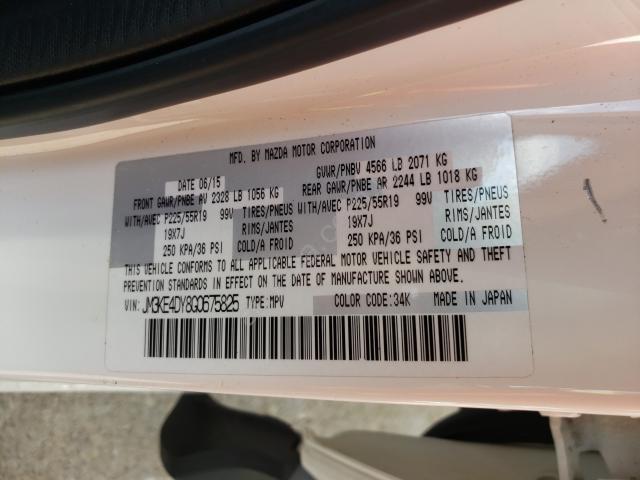 MFD. BY MAZDA MOTOR CORPORATION
DATE 06/15 GVWR/PNBV 4566 LB 2071 KG
FRONT GAWR/PNBE AV 2328 LB 1056 KG REAR GAWR/PNBE AR 2244 LB 1018 KG
WITH/AVEC P225/55R19 99V TIRES/PNEUS WITH/AVEC P225/55R19 99V TIRES/PNEUS
19X7J RIMS/JANTES 19X7J RIMS/JANTES
250 KPA/36 PSI COLD/A FROID 250 KPA/36 PSI COLD/A FROID
THIS VEHICLE CONFORMS TO ALL APPLICABLE FEDERAL MOTOR VEHICLE SAFETY AND THEFT
PREVENTION STANDARDS IN EFFECT ON THE DATE OF MANUFACTURE SHOWN ABOVE.
VIN: JM3KE4DY8G0675825 TYPE: MPV COLOR CODE: 34K MADE IN JAPAN